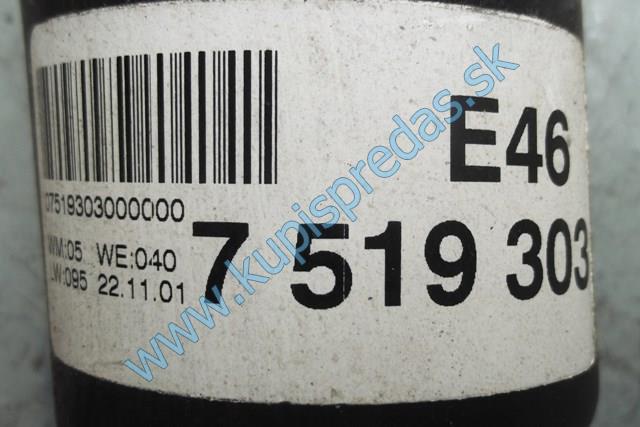 E46
07519303000000
7 519 303
WM:05 WE:040
LW:095 22.11.01
www.kupispredas.sk